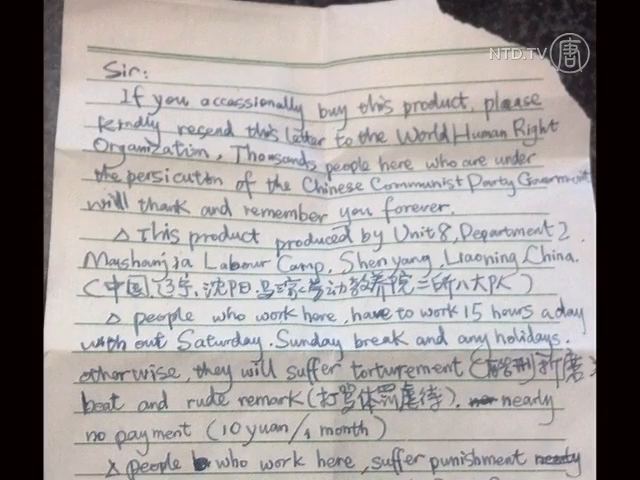 NTD.TV 唐
Sir:
If you accassionally buy this product, please
kindly resend this letter to the World Human Right
Organization, Thousands people here who are under
the persicution of the Chinese Communist Party Government
will thank and remember you forever.
△ This product produced by Unit 8, Department 2
Mashanjia Labour Camp, Shenyang, Liaoning, China.
(中国,辽宁,沈阳,马三家劳动教养院二所八大队)
△ people who work here, have to work 15 hours a day
with out Saturday. Sunday break and any holidays.
otherwise, they will suffer torturement (折磨
beat and rude remark (打骂体罚虐待). nearly
no payment (10 yuan/1 month)
△ people who work here, suffer punishment nearly